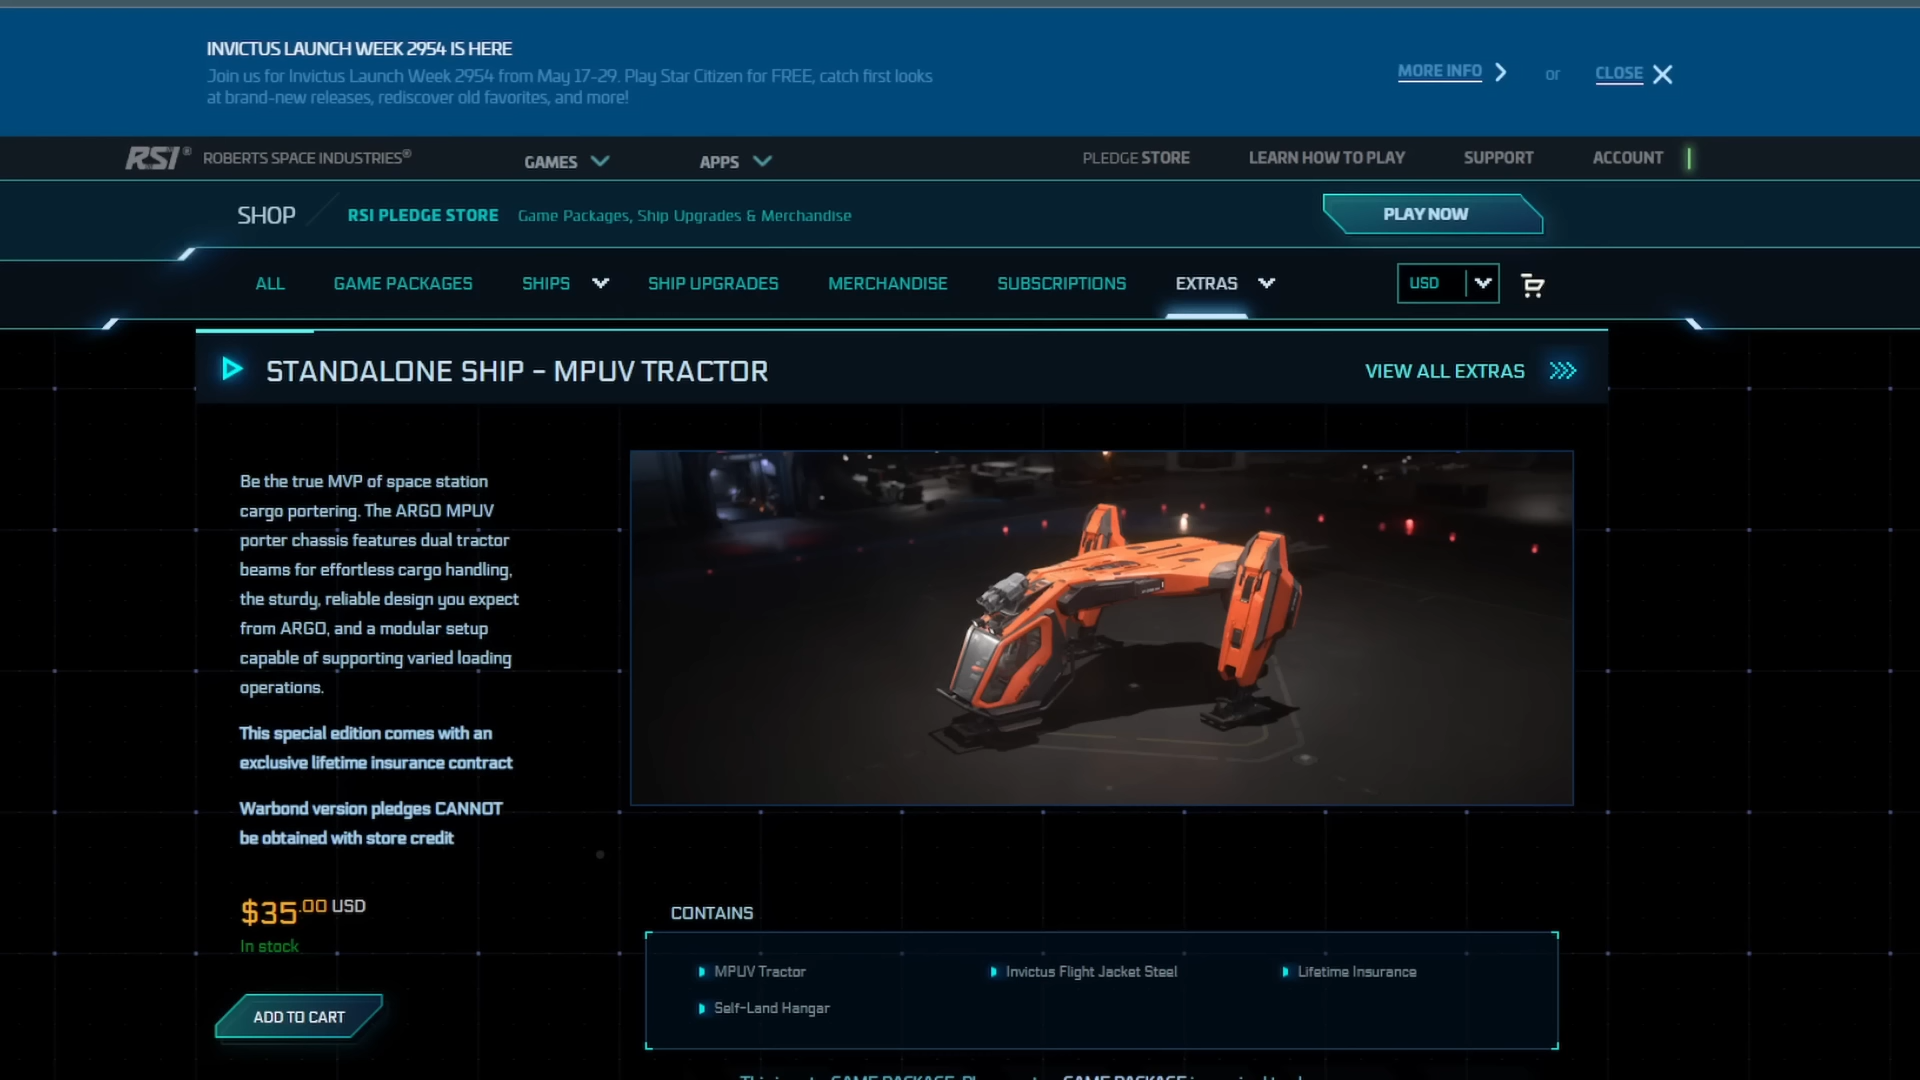 INVICTUS LAUNCH WEEK 2954 IS HERE
Join us for Invictus Launch Week 2954 from May 17-29. Play Star Citizen for FREE, catch first looks
at brand-new releases, rediscover old favorites, and more!
MORE INFO or CLOSE
RSI® ROBERTS SPACE INDUSTRIES® GAMES APPS PLEDGE STORE LEARN HOW TO PLAY SUPPORT ACCOUNT
SHOP RSI PLEDGE STORE Game Packages, Ship Upgrades & Merchandise PLAY NOW
ALL GAME PACKAGES SHIPS SHIP UPGRADES MERCHANDISE SUBSCRIPTIONS EXTRAS USD
STANDALONE SHIP - MPUV TRACTOR VIEW ALL EXTRAS
Be the true MVP of space station
cargo portering. The ARGO MPUV
porter chassis features dual tractor
beams for effortless cargo handling,
the sturdy, reliable design you expect
from ARGO, and a modular setup
capable of supporting varied loading
operations.
This special edition comes with an
exclusive lifetime insurance contract
Warbond version pledges CANNOT
be obtained with store credit
$35.00 USD
In stock
ADD TO CART
CONTAINS
MPUV Tractor Invictus Flight Jacket Steel Lifetime Insurance
Self-Land Hangar